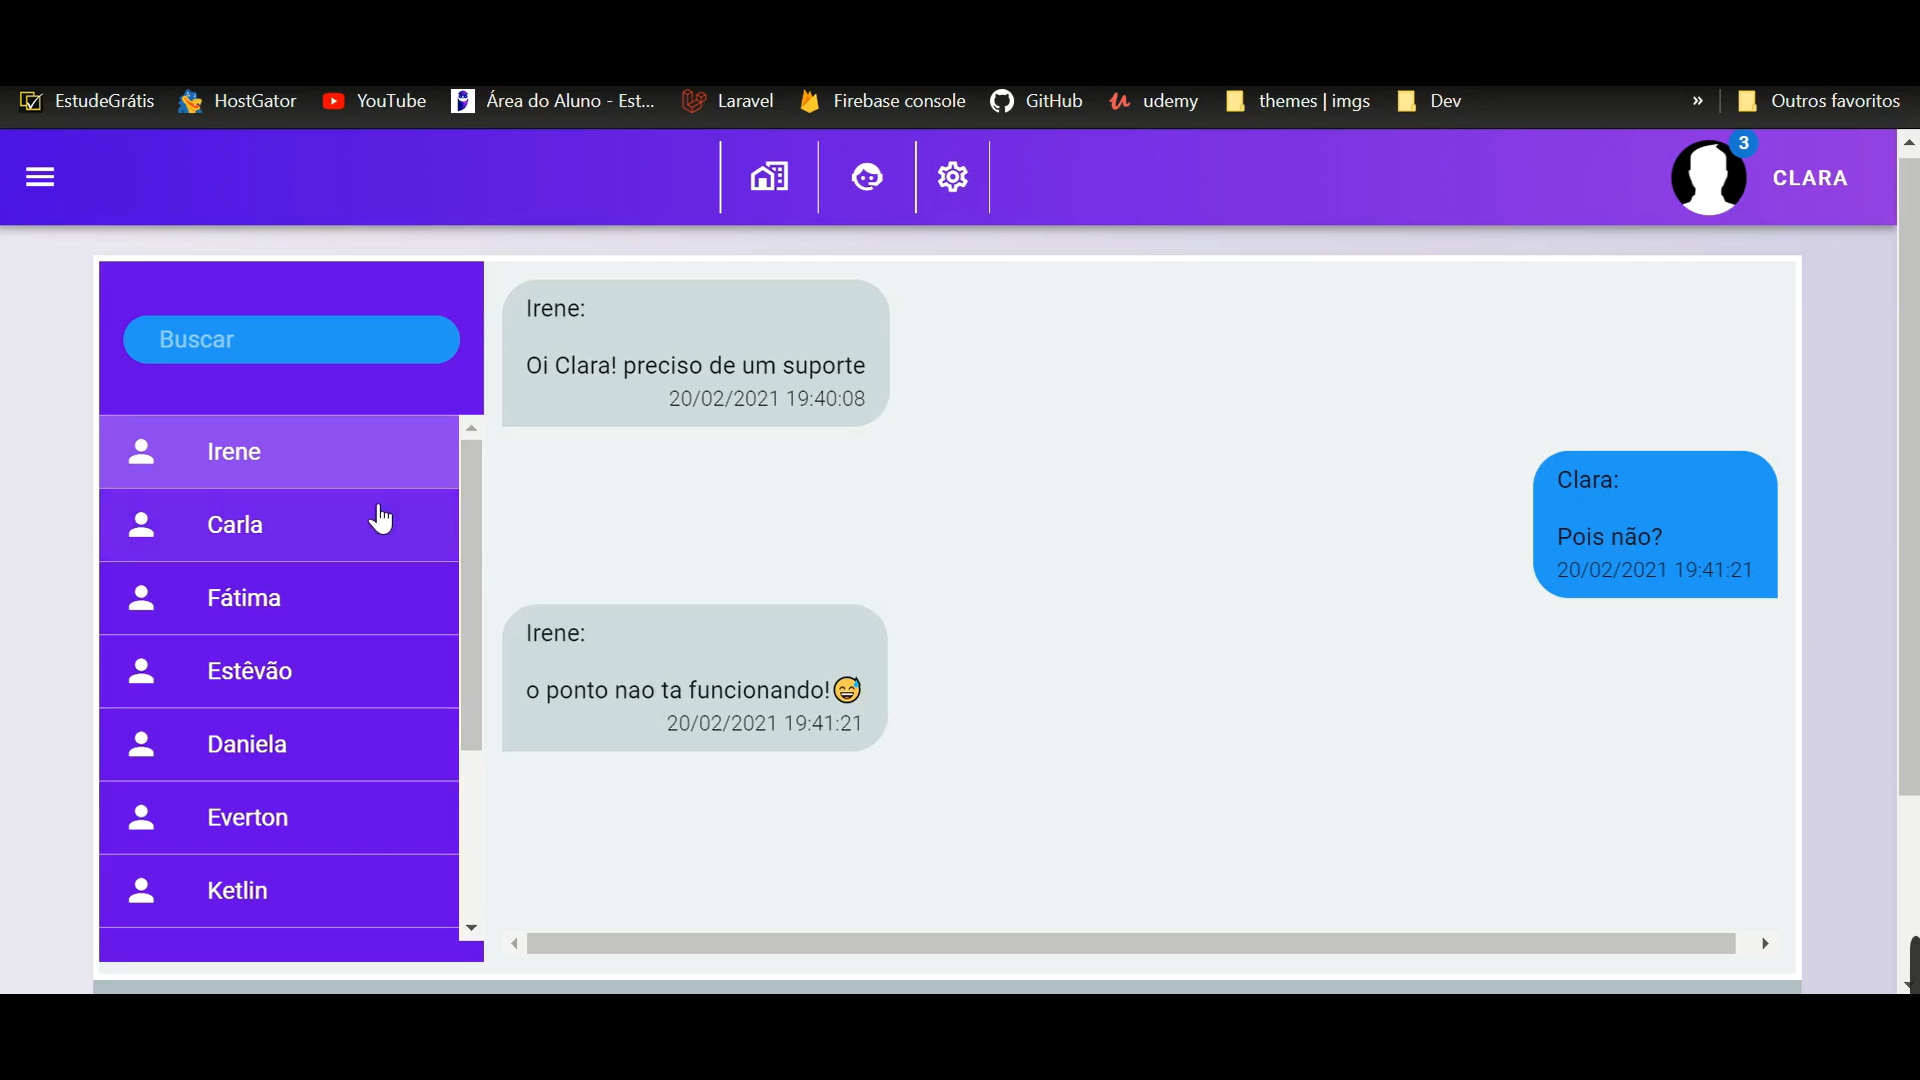 EstudeGrátis HostGator YouTube Área do Aluno - Est... Laravel Firebase console GitHub udemy themes | imgs Dev » Outros favoritos
3
CLARA
Buscar
Irene
Carla
Fátima
Estêvão
Daniela
Everton
Ketlin
Irene:
Oi Clara! preciso de um suporte
20/02/2021 19:40:08
Clara:
Pois não?
20/02/2021 19:41:21
Irene:
o ponto nao ta funcionando!😅
20/02/2021 19:41:21